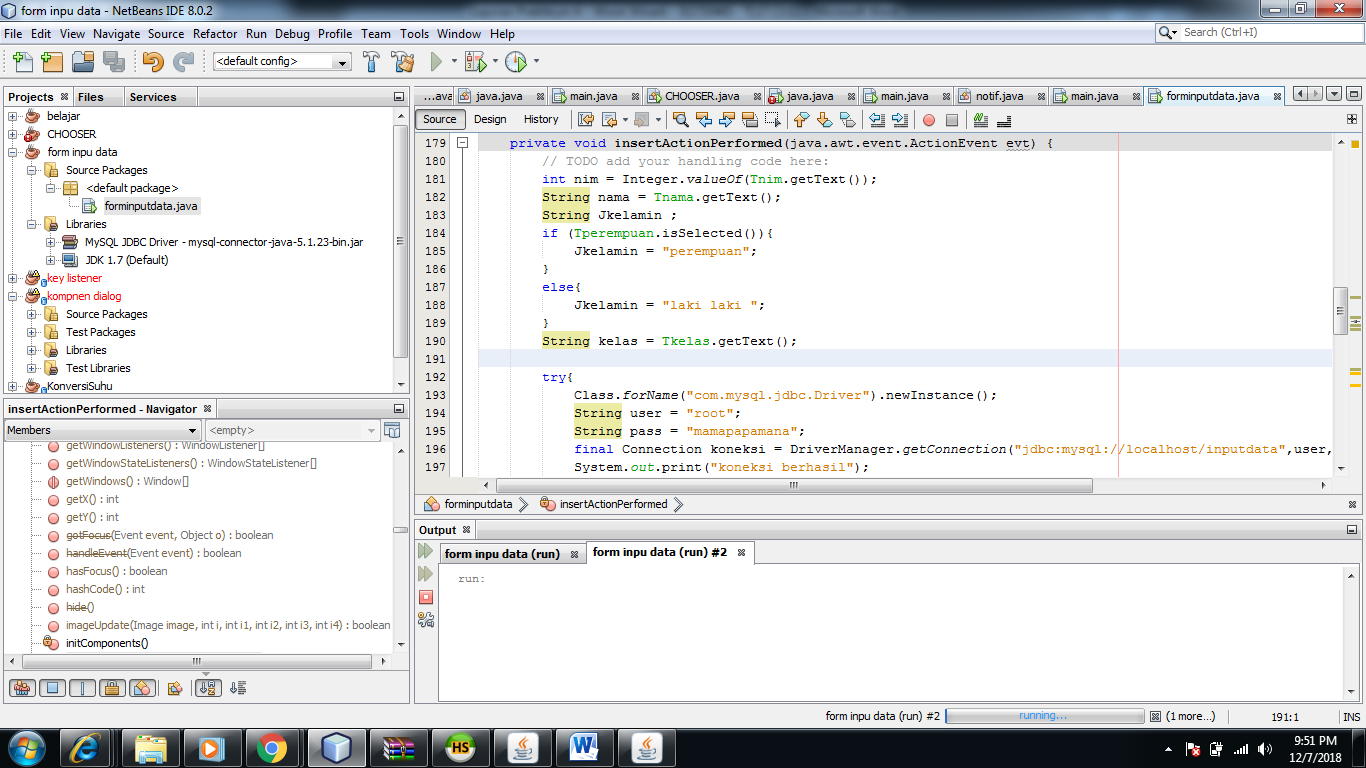 form inpu data - NetBeans IDE 8.0.2
File Edit View Navigate Source Refactor Run Debug Profile Team Tools Window Help
Search (Ctrl+I)
<default config>
Projects Files Services
belajar
CHOOSER
form inpu data
Source Packages
<default package>
forminputdata.java
Libraries
MySQL JDBC Driver - mysql-connector-java-5.1.23-bin.jar
JDK 1.7 (Default)
key listener
kompnen dialog
Source Packages
Test Packages
Libraries
Test Libraries
KonversiSuhu
insertActionPerformed - Navigator
Members <empty>
getWindowListeners() : WindowListener[]
getWindowStateListeners() : WindowStateListener[]
getWindows() : Window[]
getX() : int
getY() : int
gotFocus(Event event, Object o) : boolean
handleEvent(Event event) : boolean
hasFocus() : boolean
hashCode() : int
hide()
imageUpdate(Image image, int i, int i1, int i2, int i3, int i4) : boolean
initComponents()
...ava java.java main.java CHOOSER.java java.java main.java notif.java main.java forminputdata.java
Source Design History
179 private void insertActionPerformed(java.awt.event.ActionEvent evt) {
180 // TODO add your handling code here:
181 int nim = Integer.valueOf(Tnim.getText());
182 String nama = Tnama.getText();
183 String Jkelamin ;
184 if (Tperempuan.isSelected()){
185 Jkelamin = "perempuan";
186 }
187 else{
188 Jkelamin = "laki laki ";
189 }
190 String kelas = Tkelas.getText();
191
192 try{
193 Class.forName("com.mysql.jdbc.Driver").newInstance();
194 String user = "root";
195 String pass = "mamapapamana";
196 final Connection koneksi = DriverManager.getConnection("jdbc:mysql://localhost/inputdata",user,
197 System.out.print("koneksi berhasil");
forminputdata insertActionPerformed
Output
form inpu data (run) form inpu data (run) #2
run:
form inpu data (run) #2 running... (1 more...) 191:1 INS
HS
9:51 PM
12/7/2018